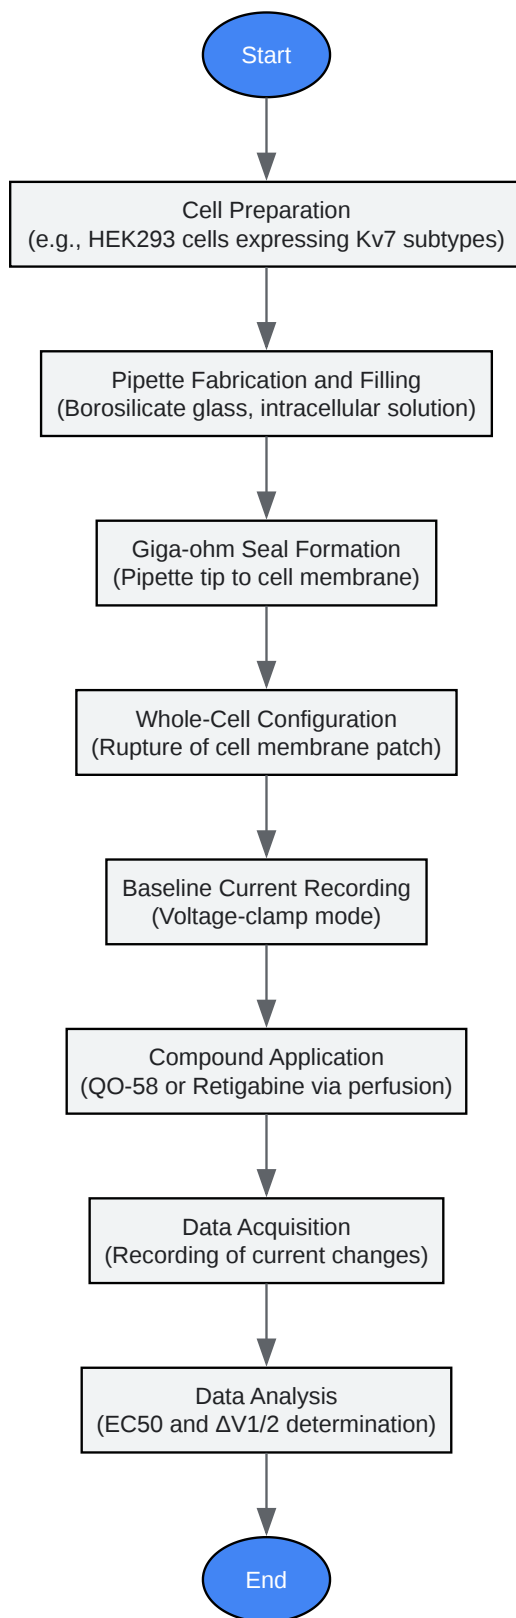 Start
Cell Preparation
(e.g., HEK293 cells expressing Kv7 subtypes)
Pipette Fabrication and Filling
(Borosilicate glass, intracellular solution)
Giga-ohm Seal Formation
(Pipette tip to cell membrane)
Whole-Cell Configuration
(Rupture of cell membrane patch)
Baseline Current Recording
(Voltage-clamp mode)
Compound Application
(QO-58 or Retigabine via perfusion)
Data Acquisition
(Recording of current changes)
Data Analysis
(EC50 and ΔV1/2 determination)
End